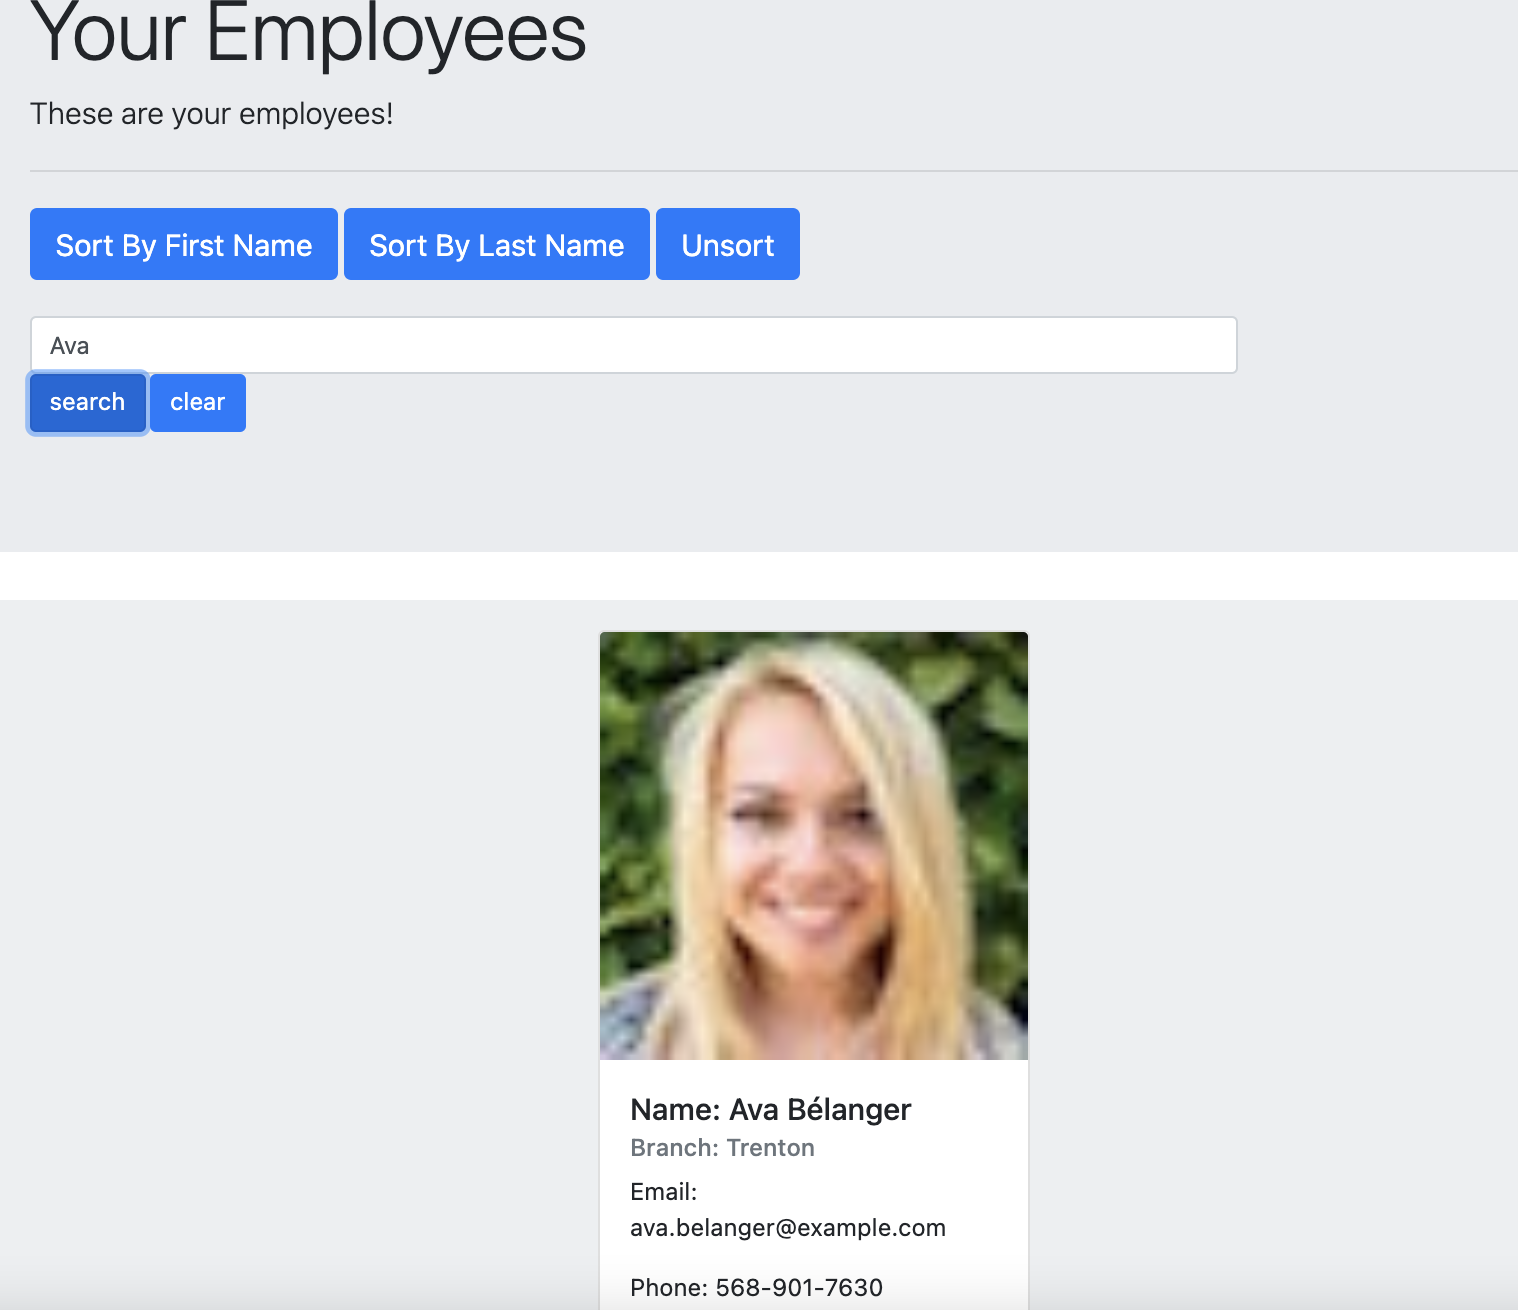 Your Employees
These are your employees!
Sort By First Name Sort By Last Name Unsort
Ava
search clear
Name: Ava Bélanger
Branch: Trenton
Email:
ava.belanger@example.com
Phone: 568-901-7630